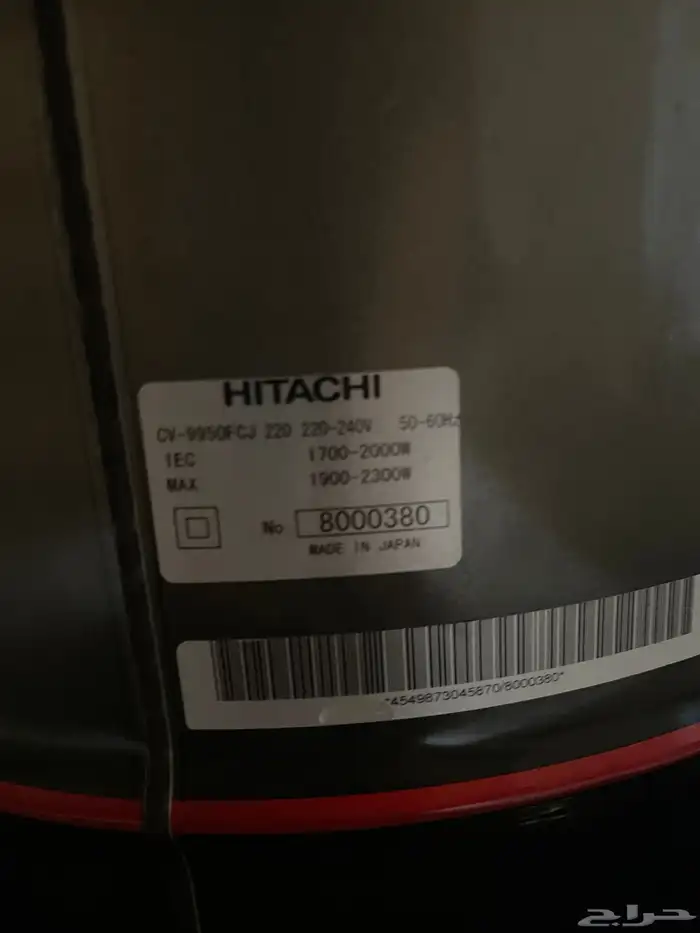 HITACHI
CV-9950FCJ 220 220-240V 50-60Hz
IEC 1700-2000W
MAX 1900-2300W
No 8000380
MADE IN JAPAN
*4549873045870/8000380*
حراج